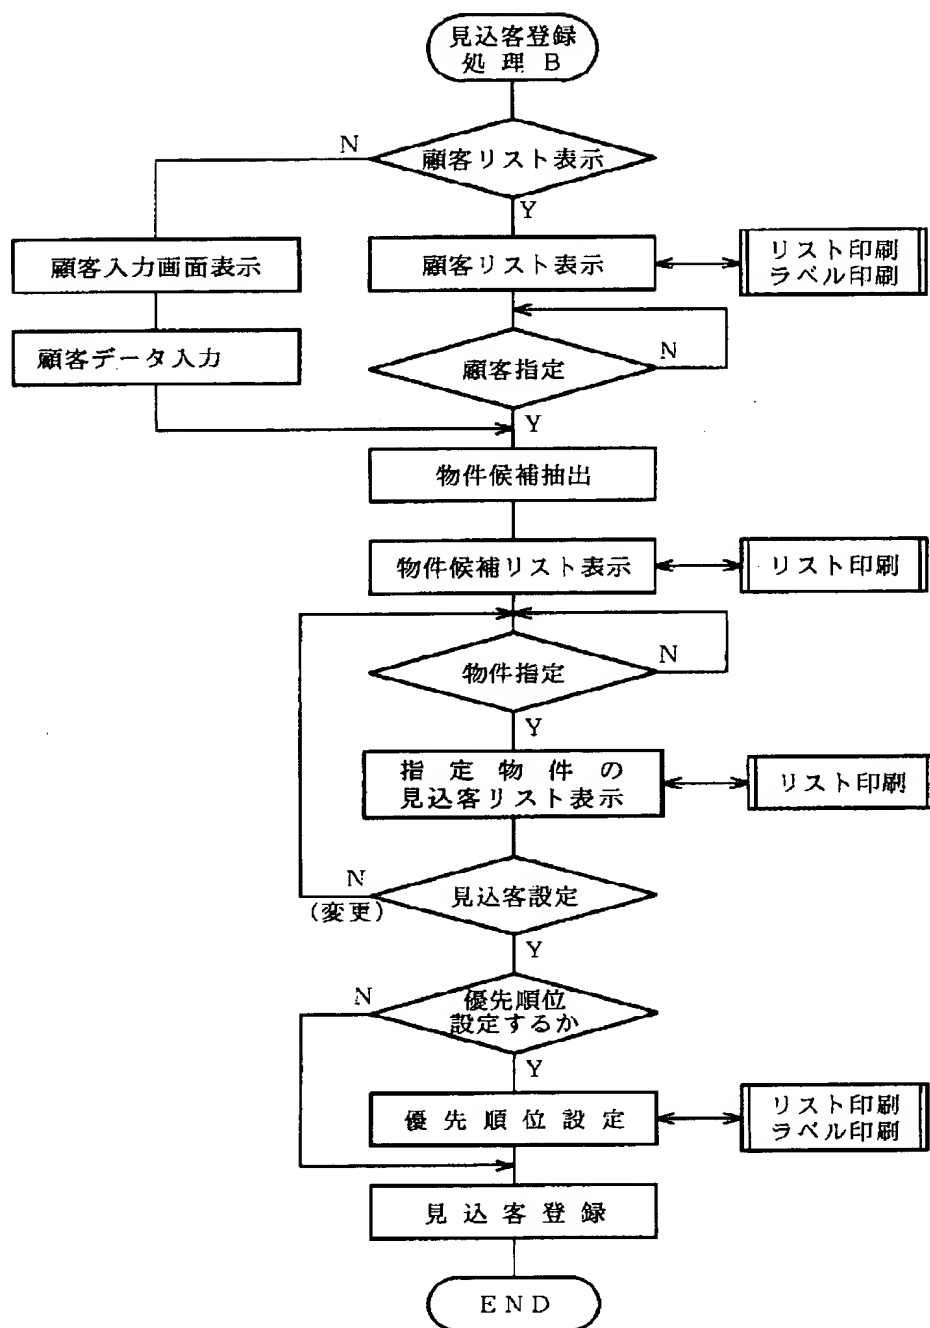 見込客登録
処理B
N
顧客リスト表示
Y
顧客入力画面表示
顧客リスト表示
リスト印刷
ラベル印刷
顧客データ入力
顧客指定
N
Y
物件候補抽出
物件候補リスト表示
リスト印刷
物件指定
N
Y
指定物件の
見込客リスト表示
リスト印刷
N
(変更)
見込客設定
Y
N
優先順位
設定するか
Y
優先順位設定
リスト印刷
ラベル印刷
見込客登録
END